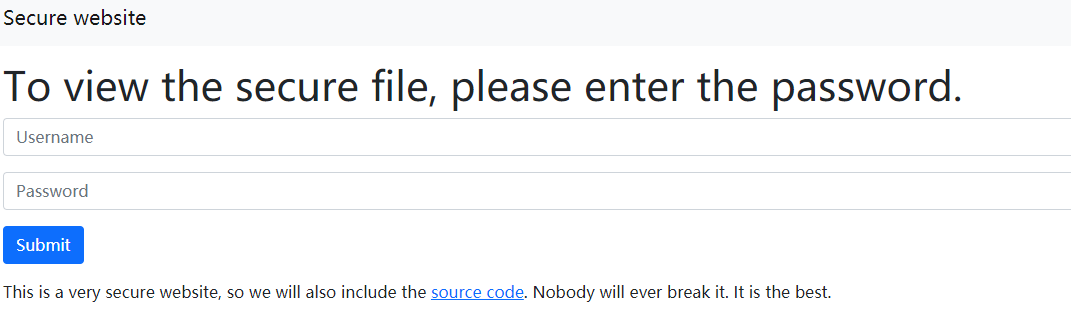 Secure website
To view the secure file, please enter the password.
Username
Password
Submit
This is a very secure website, so we will also include the source code. Nobody will ever break it. It is the best.